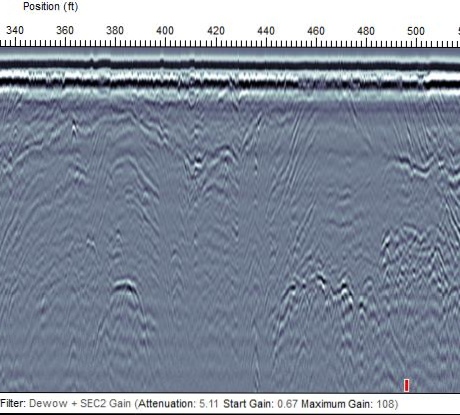 Position (ft)
340 360 380 400 420 440 460 480 500
Filter: Dewow + SEC2 Gain (Attenuation: 5.11 Start Gain: 0.67 Maximum Gain: 108)